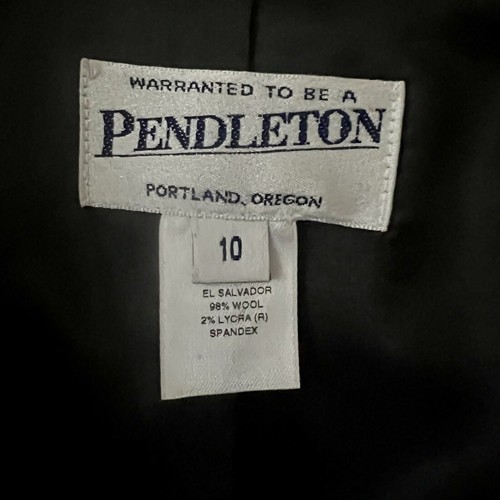 WARRANTED TO BE A
PENDLETON
PORTLAND, OREGON
10
EL SALVADOR
98% WOOL
2% LYCRA (R)
SPANDEX